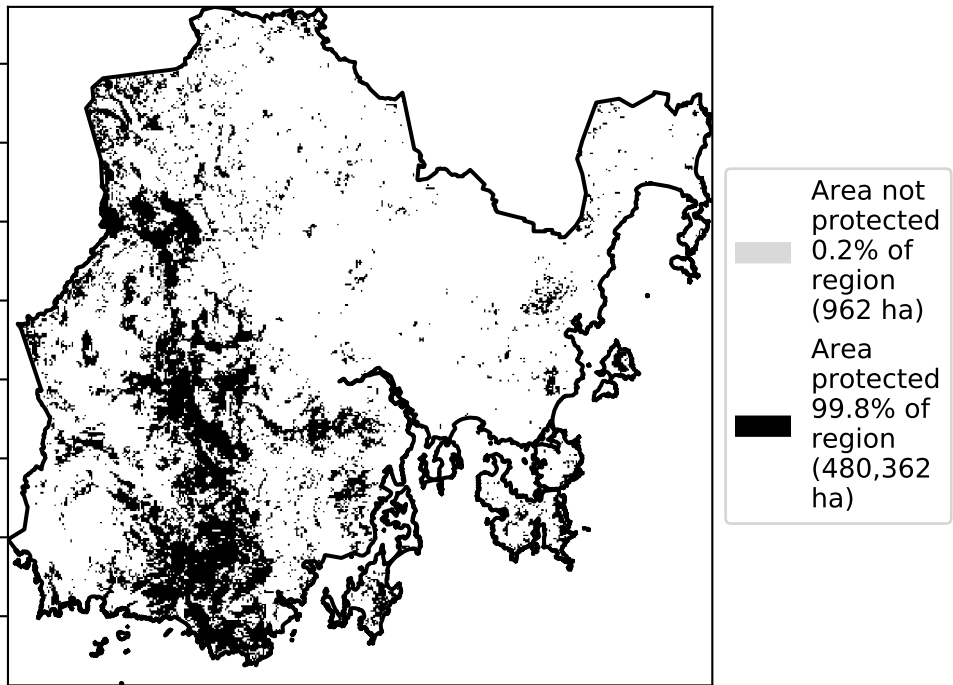 Area not
protected
0.2% of
region
(962 ha)
Area
protected
99.8% of
region
(480,362
ha)